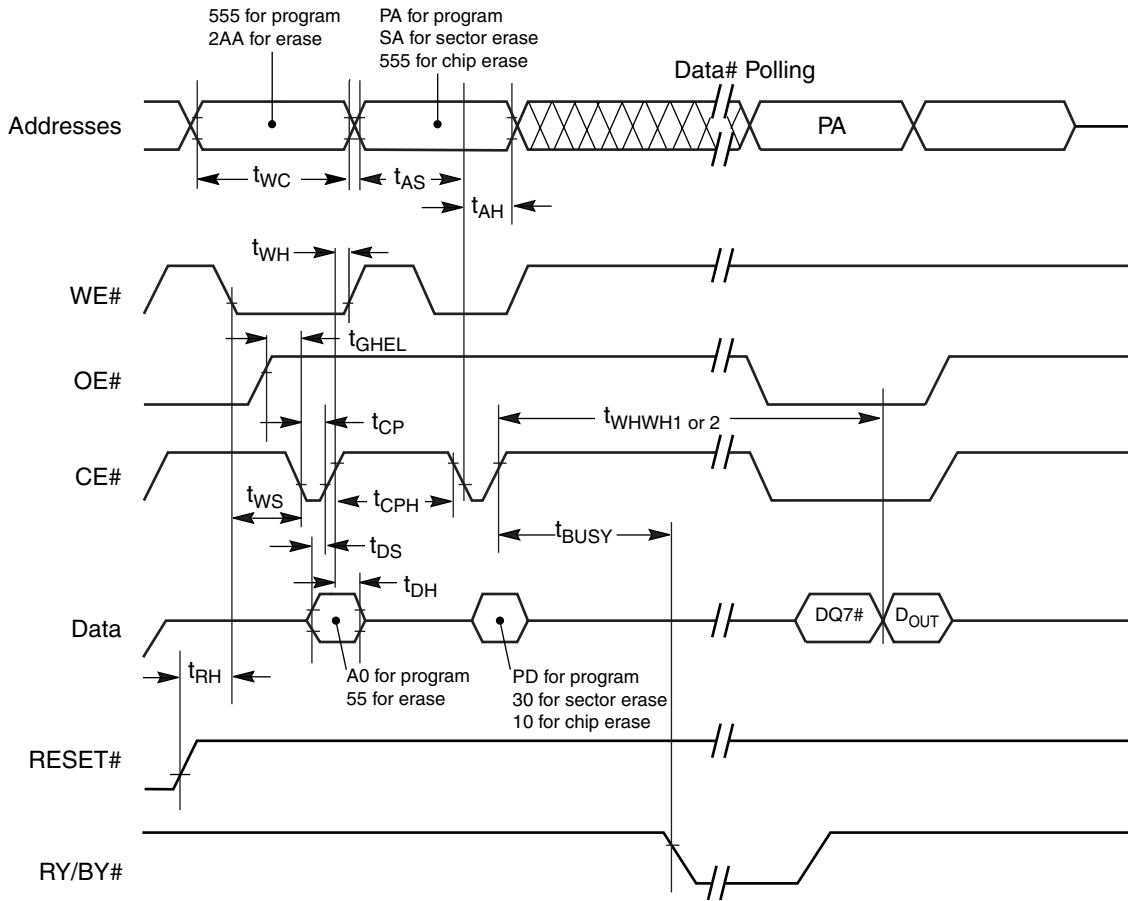 555 for program
2AA for erase
PA for program
SA for sector erase
555 for chip erase
Data# Polling
Addresses
PA
tWC
tAS
tAH
tWH
WE#
tGHEL
OE#
tWHWH1 or 2
tCP
CE#
tWS
tCPH
tBUSY
tDS
tDH
Data
DQ7#
DOUT
tRH
A0 for program
55 for erase
PD for program
30 for sector erase
10 for chip erase
RESET#
RY/BY#